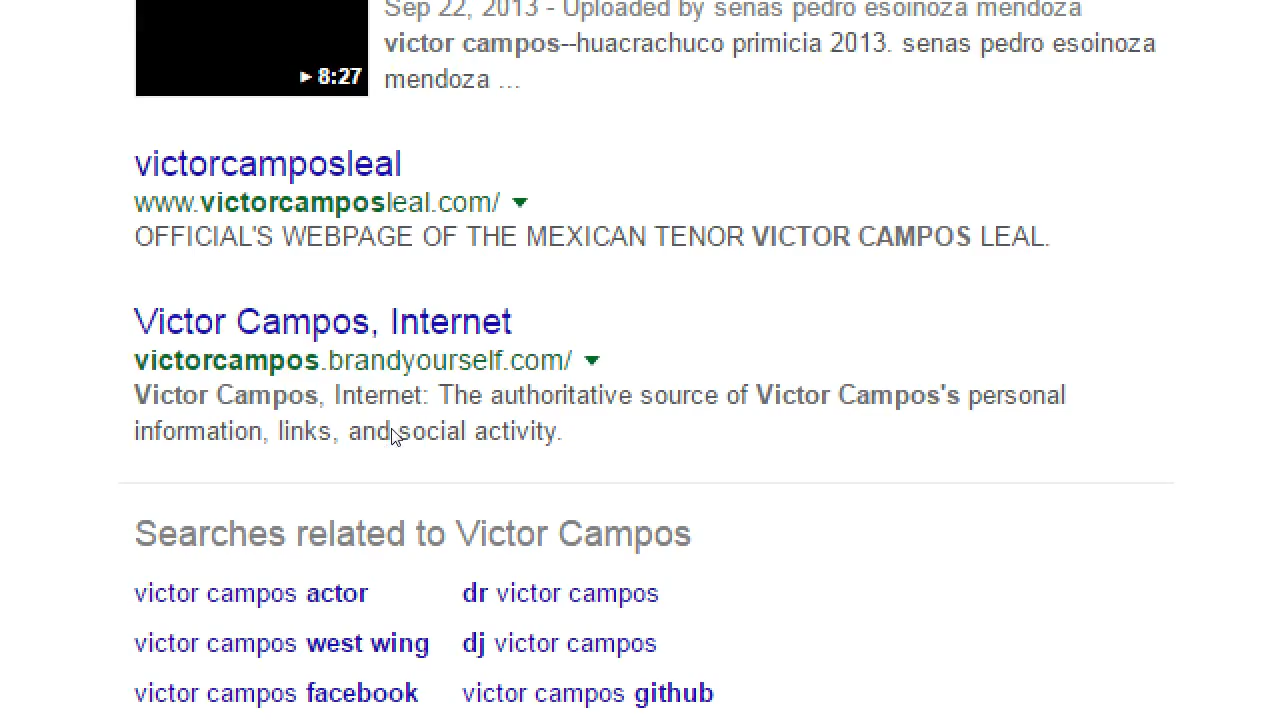 Sep 22, 2013 - Uploaded by senas pedro esoinoza mendoza
victor campos--huacrachuco primicia 2013. senas pedro esoinoza
mendoza ...
8:27
victorcamposleal
www.victorcamposleal.com/
OFFICIAL'S WEBPAGE OF THE MEXICAN TENOR VICTOR CAMPOS LEAL.
Victor Campos, Internet
victorcampos.brandyourself.com/
Victor Campos, Internet: The authoritative source of Victor Campos's personal
information, links, and social activity.
Searches related to Victor Campos
victor campos actor
dr victor campos
victor campos west wing
dj victor campos
victor campos facebook
victor campos github